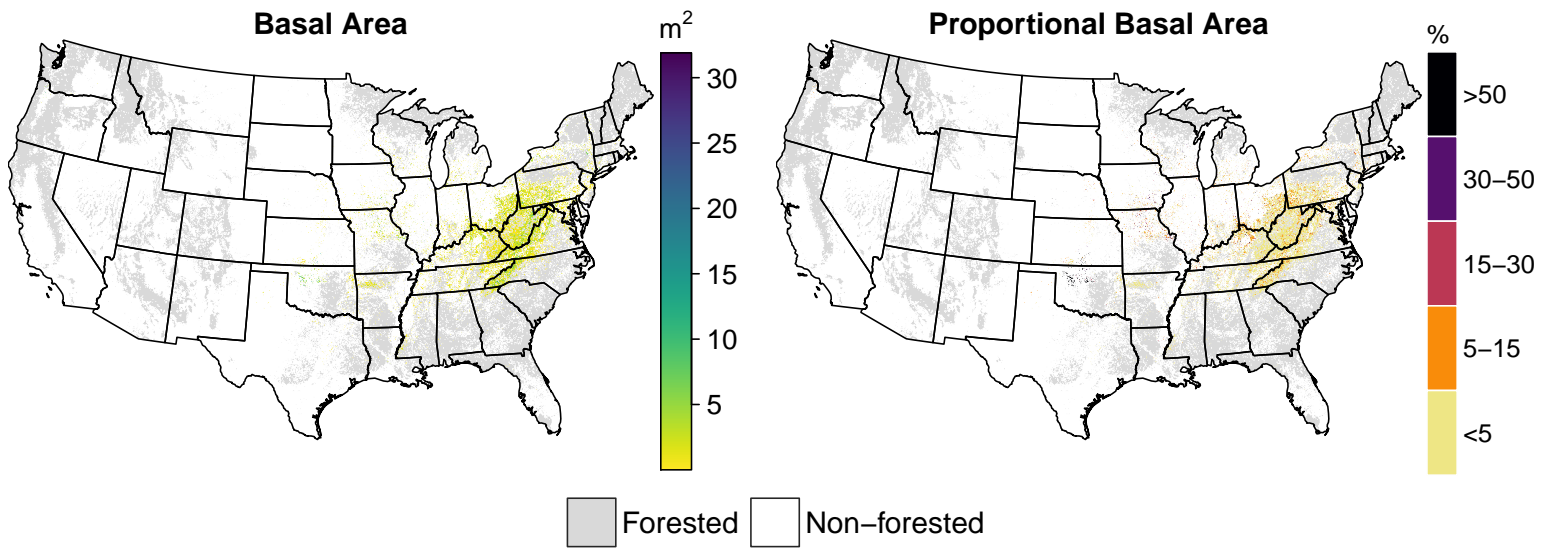 Basal Area
m²
30
25
20
15
10
5
Proportional Basal Area
%
>50
30−50
15−30
5−15
<5
Forested
Non−forested